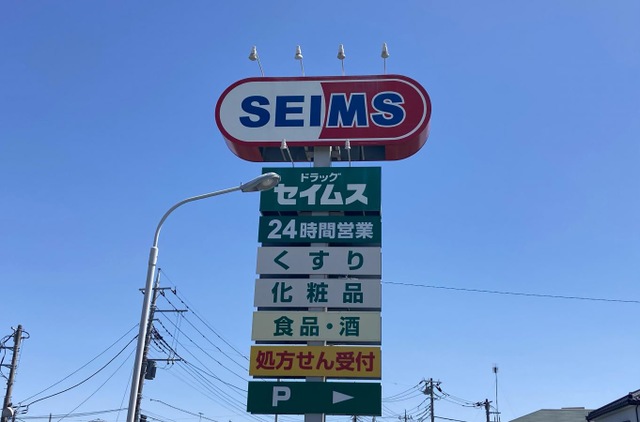 SEIMS
ドラッグ
セイムス
24時間営業
くすり
化粧品
食品・酒
処方せん受付
P